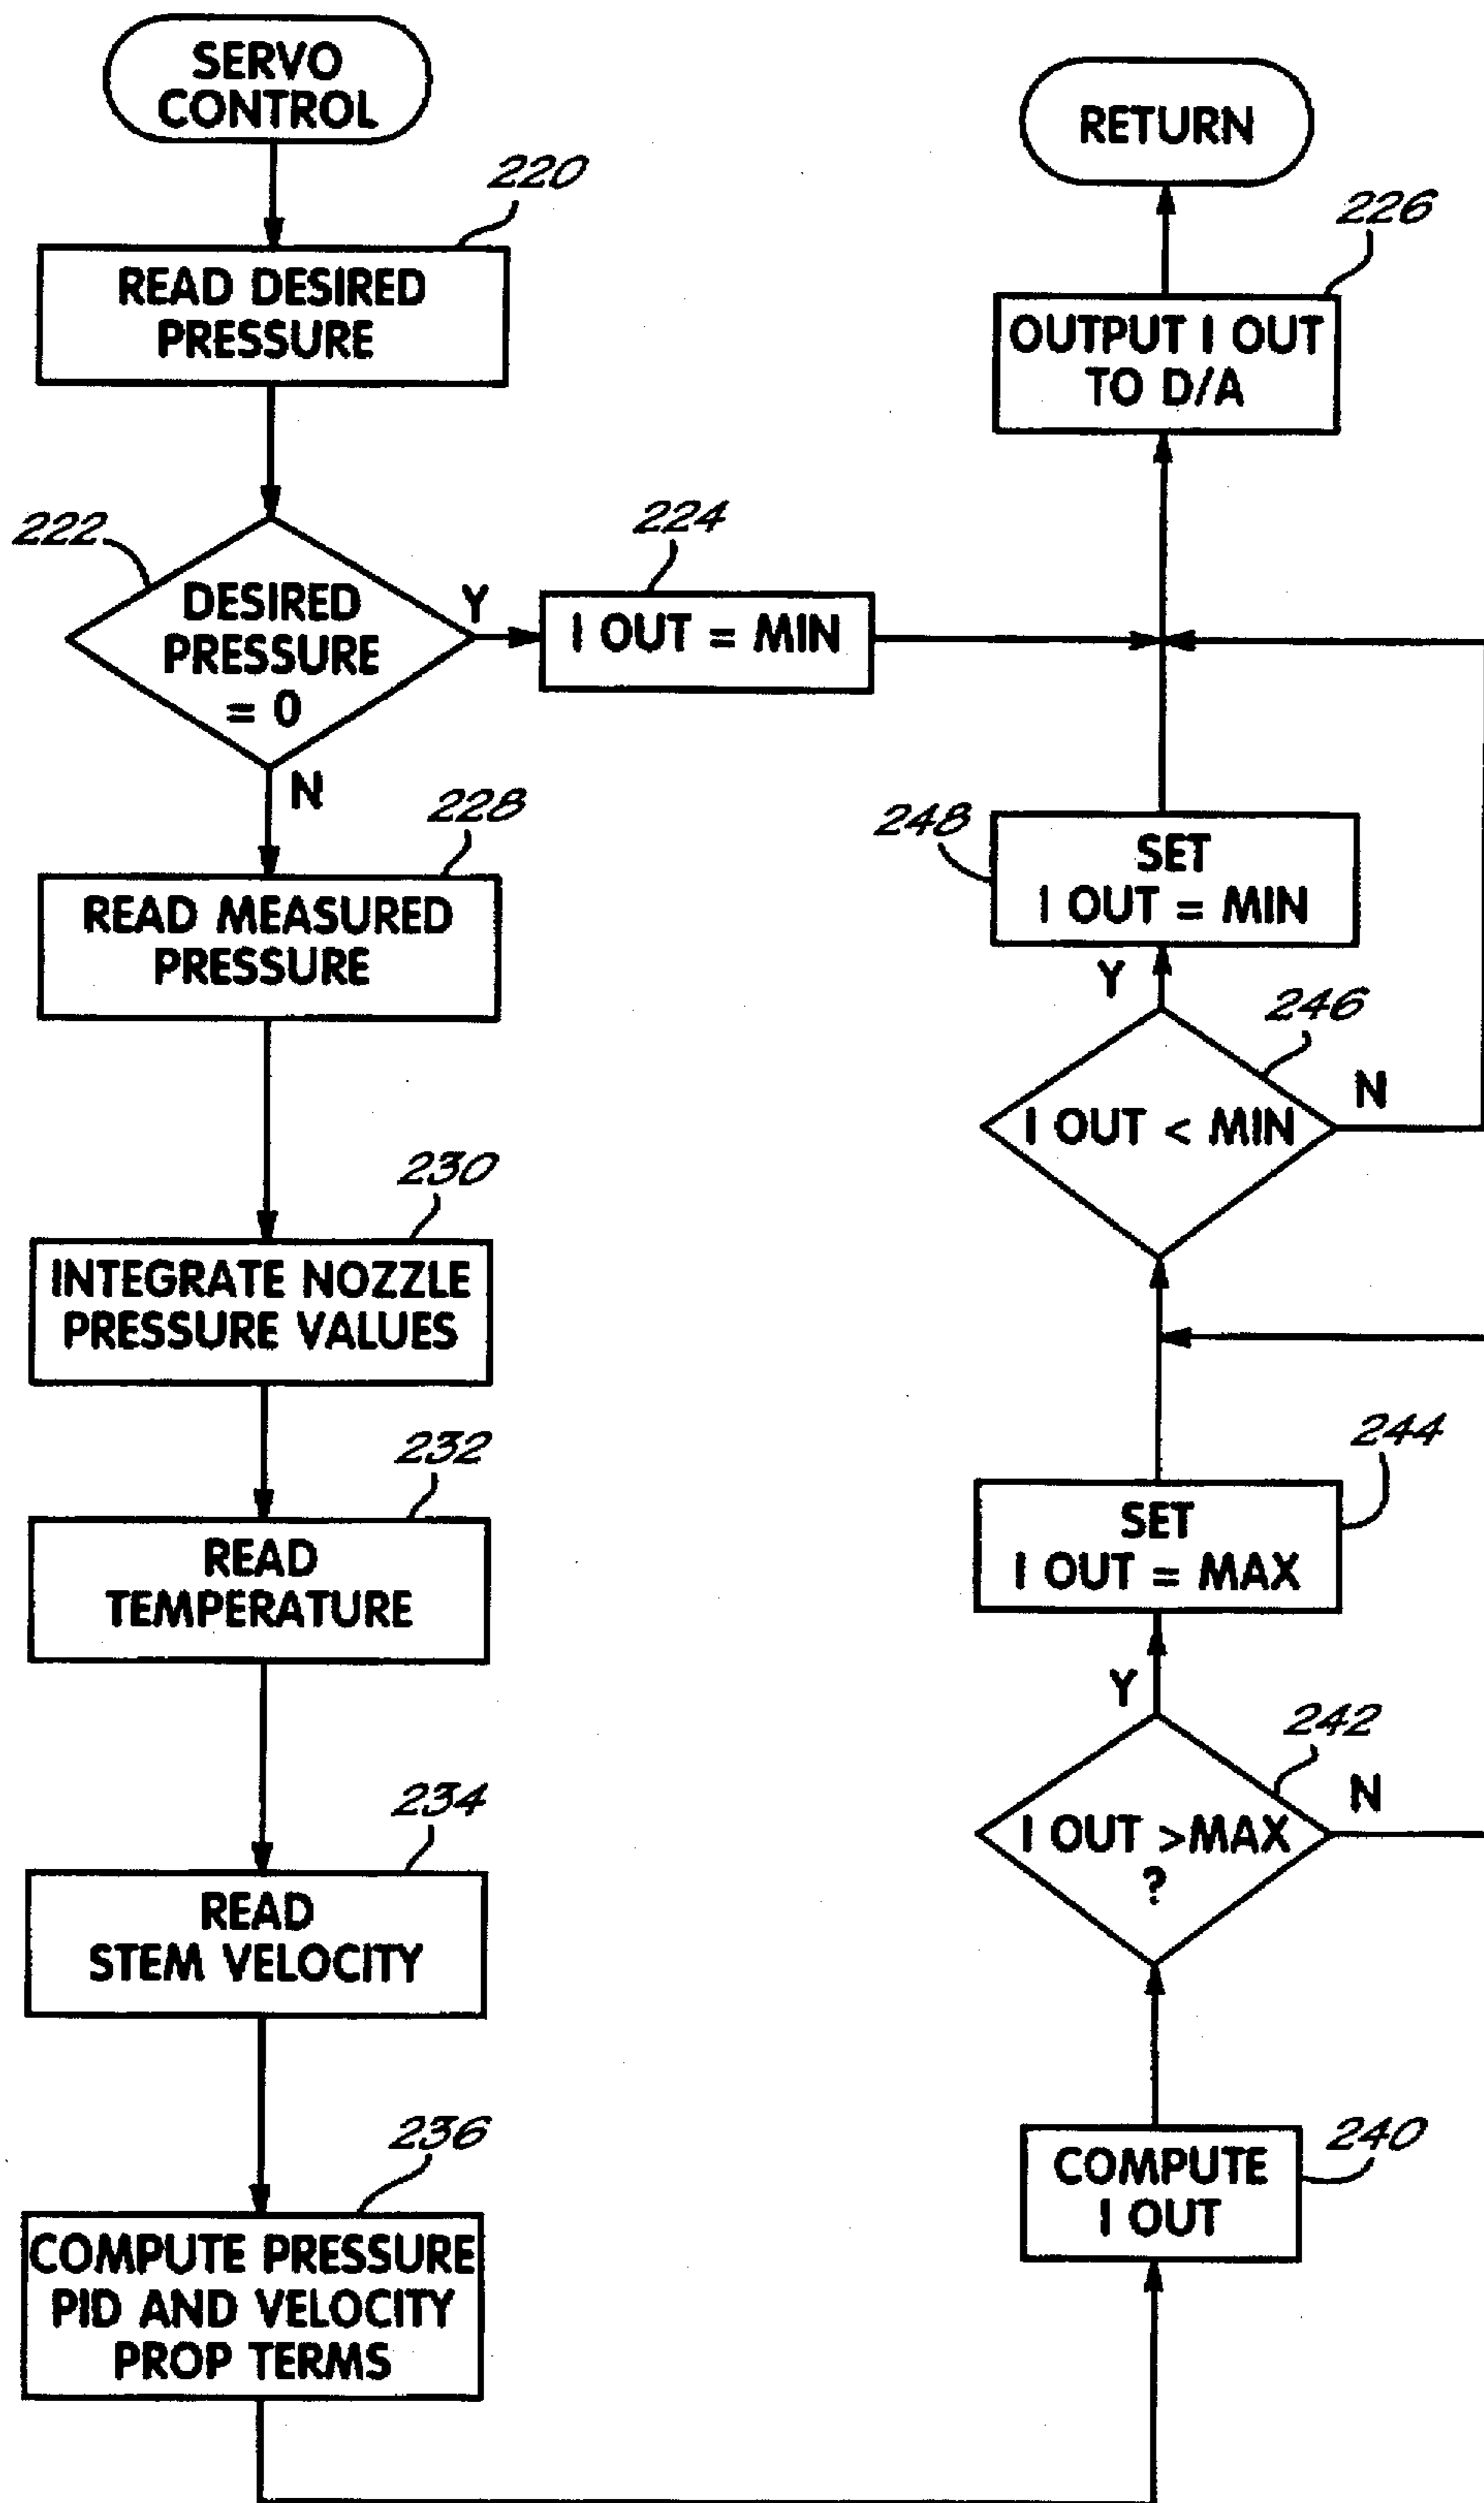 SERVO
CONTROL
220
READ DESIRED
PRESSURE
222
DESIRED
PRESSURE
= 0
Y
N
224
I OUT = MIN
228
READ MEASURED
PRESSURE
230
INTEGRATE NOZZLE
PRESSURE VALUES
232
READ
TEMPERATURE
234
READ
STEM VELOCITY
236
COMPUTE PRESSURE
PID AND VELOCITY
PROP TERMS
RETURN
226
OUTPUT I OUT
TO D/A
248
SET
I OUT = MIN
Y
246
N
I OUT < MIN
244
SET
I OUT = MAX
Y
242
N
I OUT >MAX
?
240
COMPUTE
I OUT